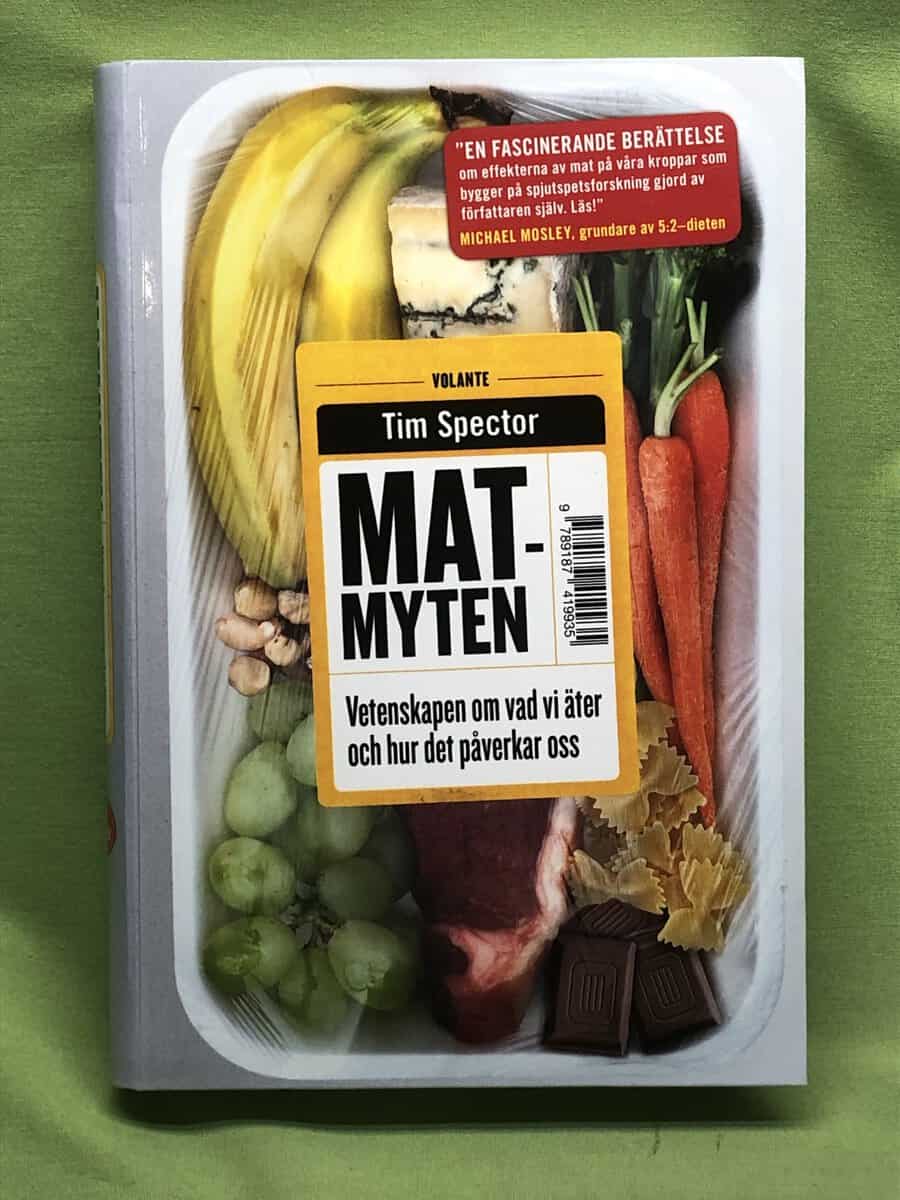 "EN FASCINERANDE BERÄTTELSE
om effekterna av mat på våra kroppar som
bygger på spjutspetsforskning gjord av
författaren själv. Läs!"
MICHAEL MOSLEY, grundare av 5:2–dieten
VOLANTE
Tim Spector
MAT-
MYTEN
9 789187 419935
Vetenskapen om vad vi äter
och hur det påverkar oss